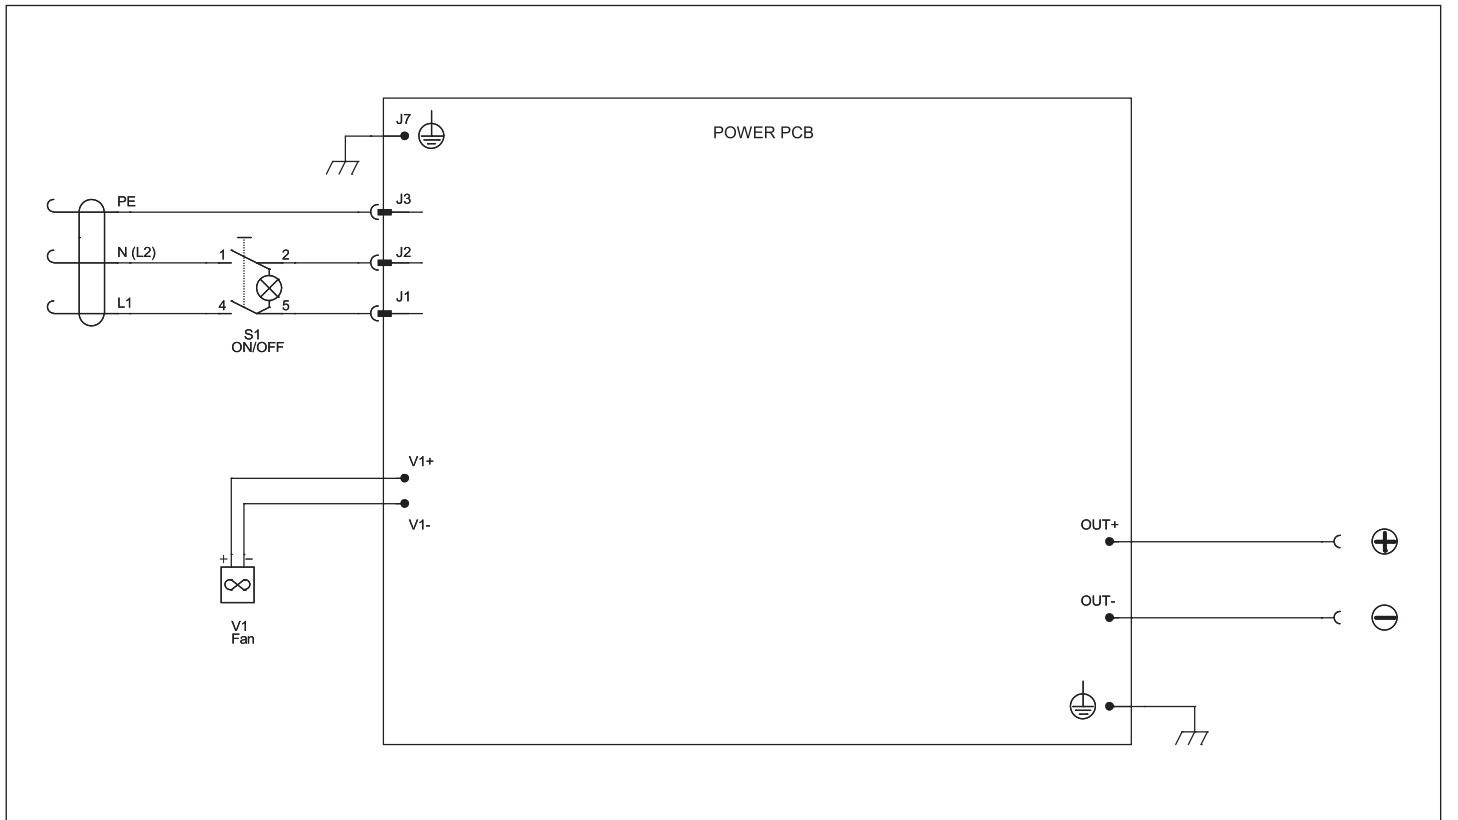 J7
POWER PCB
PE
J3
N (L2)
1
2
J2
L1
4
5
J1
S1
ON/OFF
V1+
V1-
OUT+
+
−
OUT-
V1
Fan